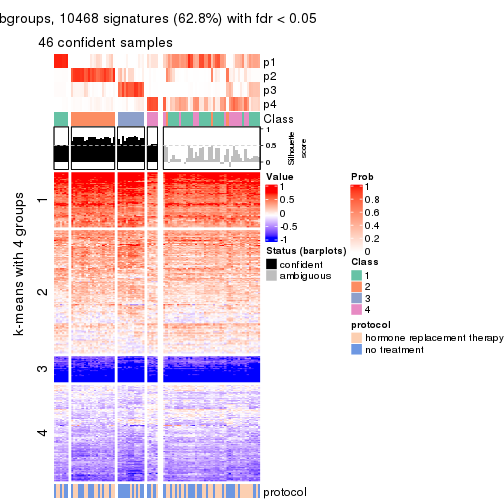 bgroups, 10468 signatures (62.8%) with fdr < 0.05
46 confident samples
p1
p2
p3
p4
Class
1
0.5
0
Silhouette
score
k-means with 4 groups
1
2
3
4
protocol
Value
1
0.5
0
-0.5
-1
Status (barplots)
confident
ambiguous
Prob
1
0.8
0.6
0.4
0.2
0
Class
1
2
3
4
protocol
hormone replacement therapy
no treatment